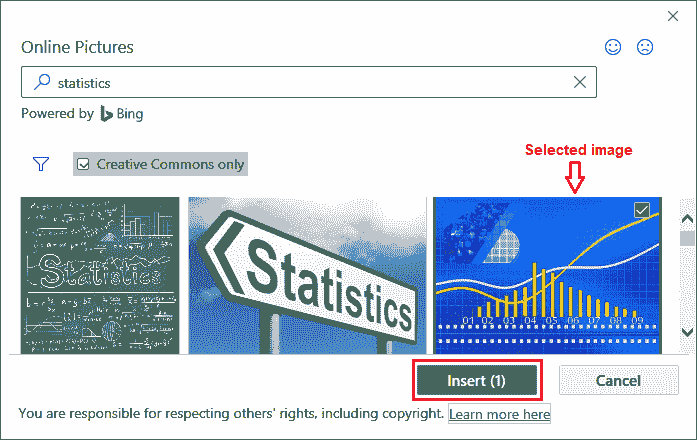 Online Pictures
statistics
Powered by Bing
Creative Commons only
Selected image
Statistics
Statistics
01 02 03 04 05 06 07 08 09
Insert (1)
Cancel
You are responsible for respecting others' rights, including copyright. Learn more here